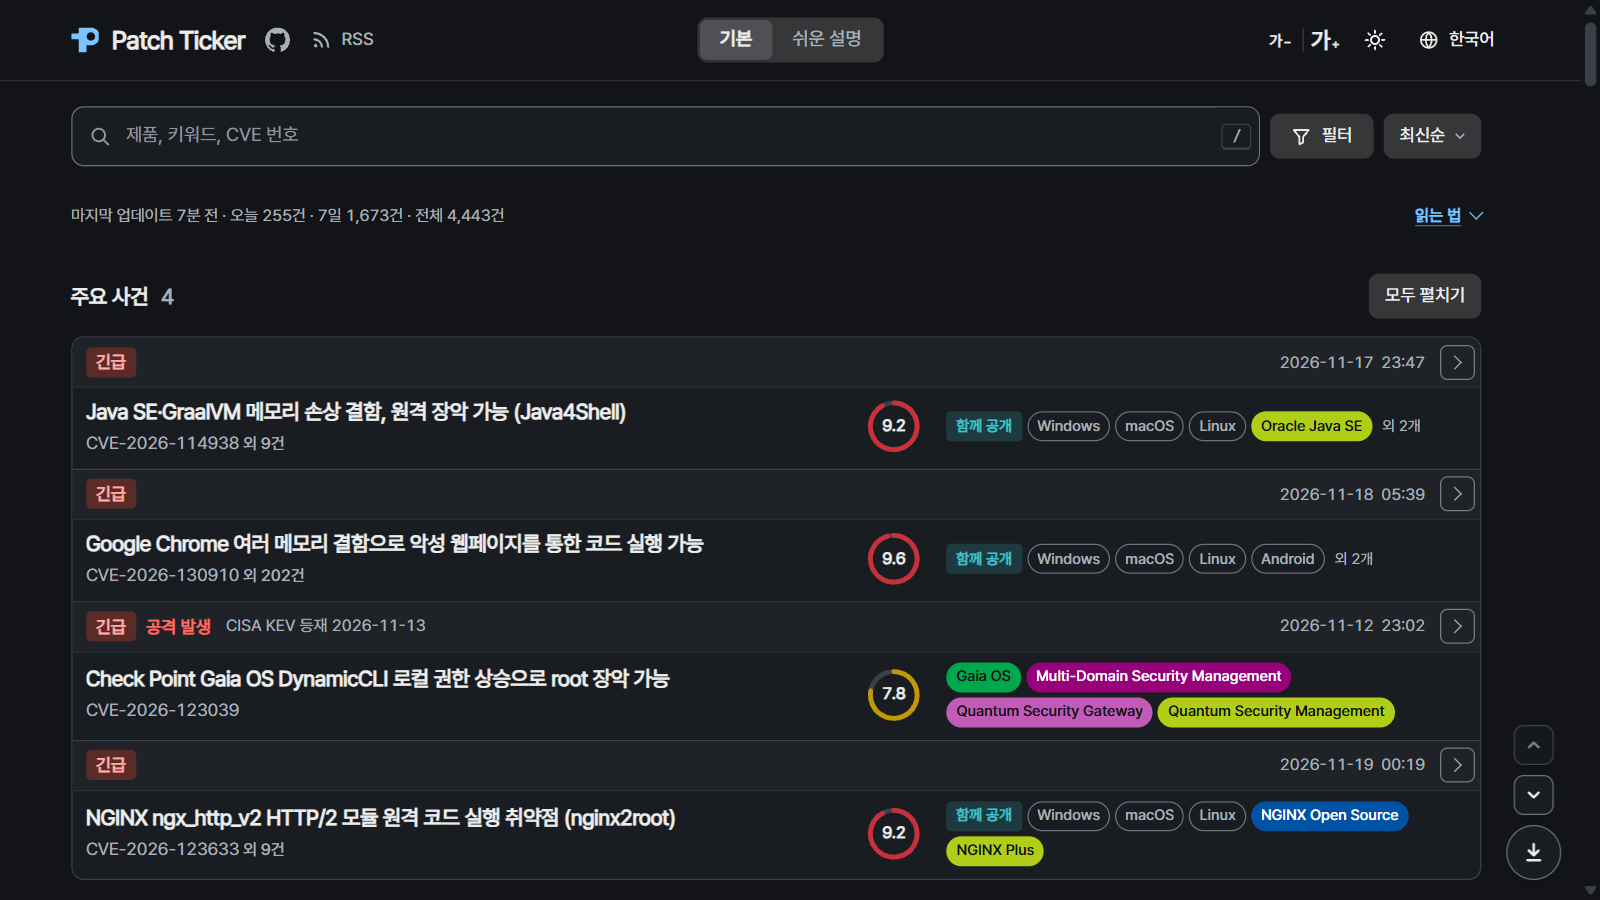 Patch Ticker RSS 기본 쉬운 설명 가- 가+ 한국어
제품, 키워드, CVE 번호 / 필터 최신순
마지막 업데이트 7분 전 · 오늘 255건 · 7일 1,673건 · 전체 4,443건 읽는 법
주요 사건 4 모두 펼치기
긴급 2026-11-17 23:47
Java SE·GraalVM 메모리 손상 결함, 원격 장악 가능 (Java4Shell)
CVE-2026-114938 외 9건
9.2 함께 공개 Windows macOS Linux Oracle Java SE 외 2개
긴급 2026-11-18 05:39
Google Chrome 여러 메모리 결함으로 악성 웹페이지를 통한 코드 실행 가능
CVE-2026-130910 외 202건
9.6 함께 공개 Windows macOS Linux Android 외 2개
긴급 공격 발생 CISA KEV 등재 2026-11-13 2026-11-12 23:02
Check Point Gaia OS DynamicCLI 로컬 권한 상승으로 root 장악 가능
CVE-2026-123039
7.8 Gaia OS Multi-Domain Security Management
Quantum Security Gateway Quantum Security Management
긴급 2026-11-19 00:19
NGINX ngx_http_v2 HTTP/2 모듈 원격 코드 실행 취약점 (nginx2root)
CVE-2026-123633 외 9건
9.2 함께 공개 Windows macOS Linux NGINX Open Source
NGINX Plus